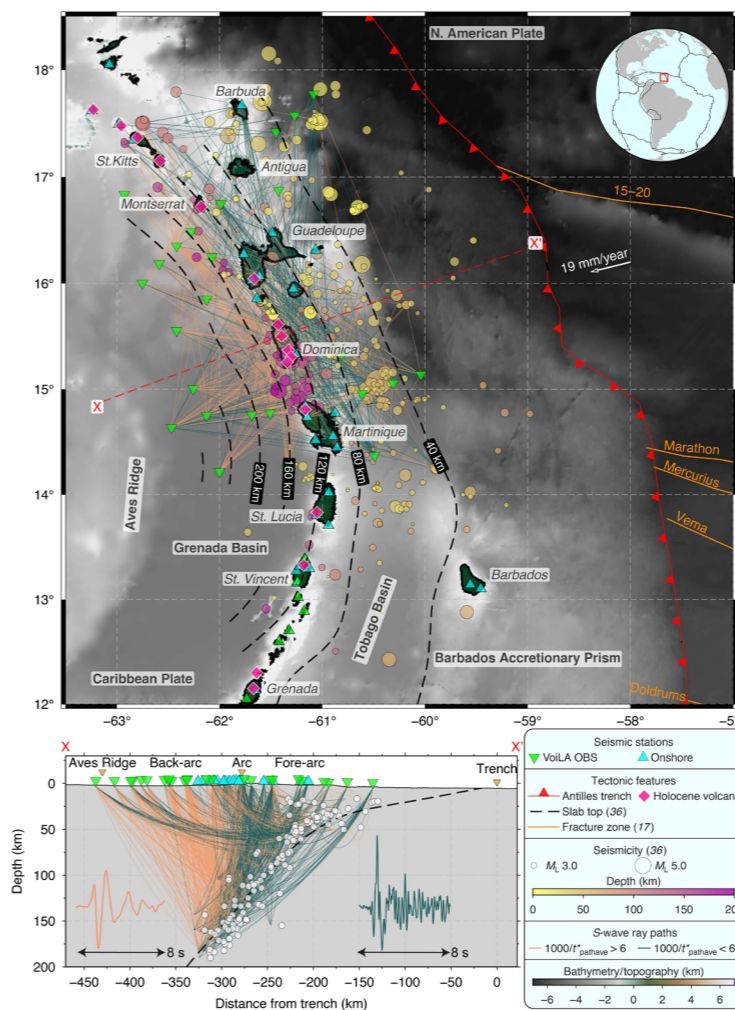 N. American Plate
18°
Barbuda
St.Kitts
17°
Antigua
15–20
Montserrat
Guadeloupe
X'
19 mm/year
16°
Dominica
15°
X
Martinique
Marathon
Mercurius
Aves Ridge
200 km
160 km
120 km
80 km
40 km
14°
St. Lucia
Verna
Grenada Basin
St. Vincent
Barbados
13°
Tobago Basin
Caribbean Plate
Barbados Accretionary Prism
Grenada
Doldrums
12°
−63° −62° −61° −60° −59° −58° −57°
X X'
Aves Ridge Back-arc Arc Fore-arc Trench
0
50
100
150
200
Depth (km)
8 s 8 s
−450 −400 −350 −300 −250 −200 −150 −100 −50 0
Distance from trench (km)
Seismic stations
VoiLA OBS Onshore
Tectonic features
Antilles trench Holocene volcan
Slab top (36)
Fracture zone (17)
Seismicity (36)
ML 3.0 ML 5.0
Depth (km)
0 50 100 150 200
S-wave ray paths
1000/t*pathave > 6 1000/t*pathave < 6
Bathymetry/topography (km)
−6 −4 −2 0 2 4 6